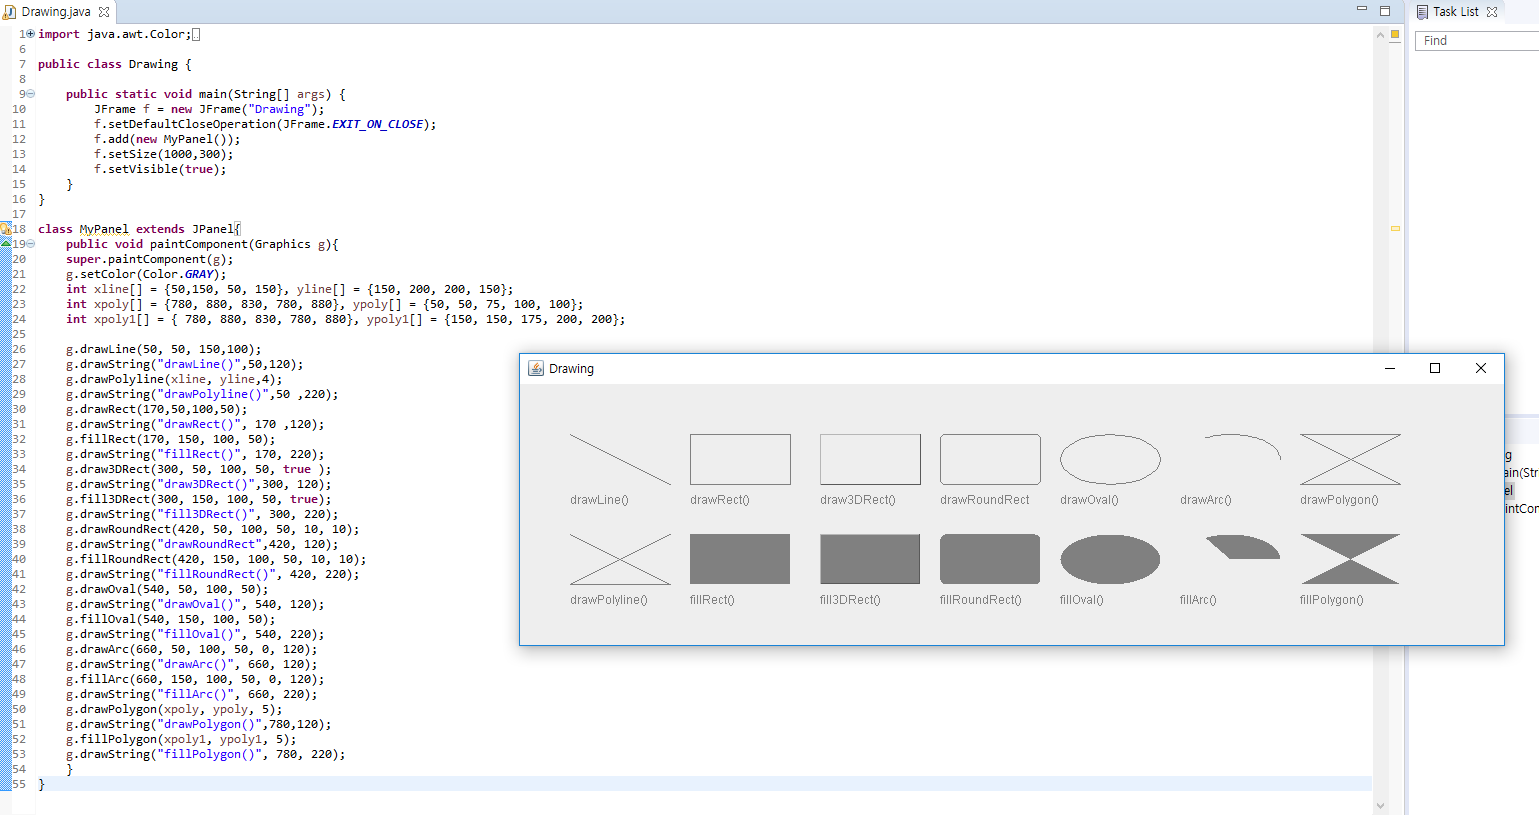 Drawing.java
Task List
Find
1 import java.awt.Color;
6
7 public class Drawing {
8
9     public static void main(String[] args) {
10         JFrame f = new JFrame("Drawing");
11         f.setDefaultCloseOperation(JFrame.EXIT_ON_CLOSE);
12         f.add(new MyPanel());
13         f.setSize(1000,300);
14         f.setVisible(true);
15     }
16 }
17
18 class MyPanel extends JPanel{
19     public void paintComponent(Graphics g){
20     super.paintComponent(g);
21     g.setColor(Color.GRAY);
22     int xline[] = {50,150, 50, 150}, yline[] = {150, 200, 200, 150};
23     int xpoly[] = {780, 880, 830, 780, 880}, ypoly[] = {50, 50, 75, 100, 100};
24     int xpoly1[] = { 780, 880, 830, 780, 880}, ypoly1[] = {150, 150, 175, 200, 200};
25
26     g.drawLine(50, 50, 150,100);
27     g.drawString("drawLine()",50,120);
28     g.drawPolyline(xline, yline,4);
29     g.drawString("drawPolyline()",50 ,220);
30     g.drawRect(170,50,100,50);
31     g.drawString("drawRect()", 170 ,120);
32     g.fillRect(170, 150, 100, 50);
33     g.drawString("fillRect()", 170, 220);
34     g.draw3DRect(300, 50, 100, 50, true );
35     g.drawString("draw3DRect()",300, 120);
36     g.fill3DRect(300, 150, 100, 50, true);
37     g.drawString("fill3DRect()", 300, 220);
38     g.drawRoundRect(420, 50, 100, 50, 10, 10);
39     g.drawString("drawRoundRect",420, 120);
40     g.fillRoundRect(420, 150, 100, 50, 10, 10);
41     g.drawString("fillRoundRect()", 420, 220);
42     g.drawOval(540, 50, 100, 50);
43     g.drawString("drawOval()", 540, 120);
44     g.fillOval(540, 150, 100, 50);
45     g.drawString("fillOval()", 540, 220);
46     g.drawArc(660, 50, 100, 50, 0, 120);
47     g.drawString("drawArc()", 660, 120);
48     g.fillArc(660, 150, 100, 50, 0, 120);
49     g.drawString("fillArc()", 660, 220);
50     g.drawPolygon(xpoly, ypoly, 5);
51     g.drawString("drawPolygon()",780,120);
52     g.fillPolygon(xpoly1, ypoly1, 5);
53     g.drawString("fillPolygon()", 780, 220);
54     }
55 }
Drawing
drawLine() drawRect() draw3DRect() drawRoundRect drawOval() drawArc() drawPolygon()
drawPolyline() fillRect() fill3DRect() fillRoundRect() fillOval() fillArc() fillPolygon()